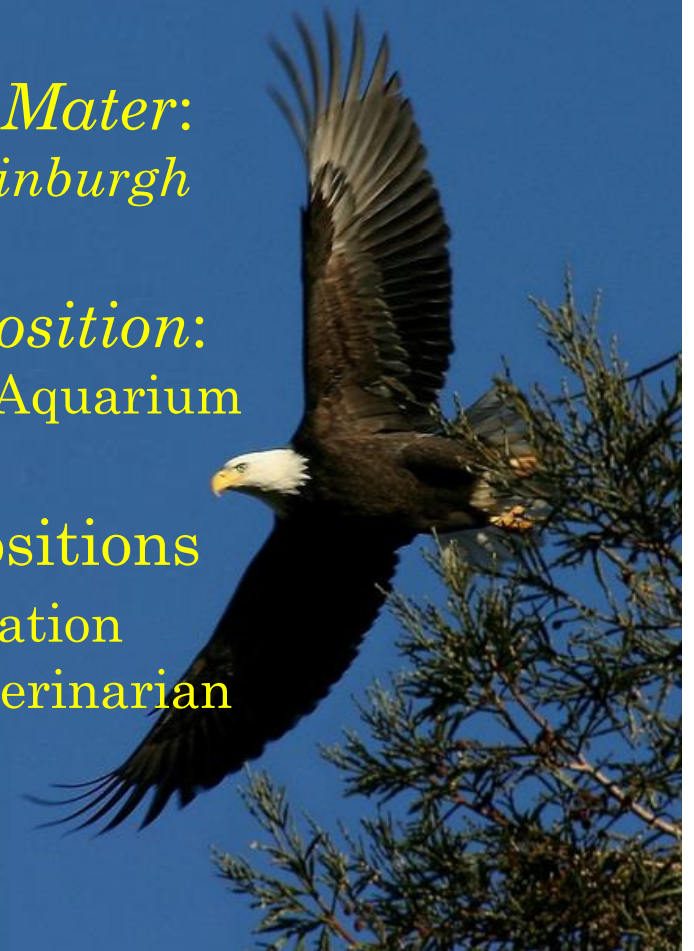 Mater:
inburgh
osition:
Aquarium
ositions
ation
erinarian